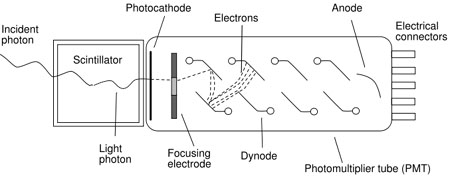 Photocathode
Electrons
Anode
Electrical
connectors
Incident
photon
Scintillator
Light
photon
Focusing
electrode
Dynode
Photomultiplier tube (PMT)